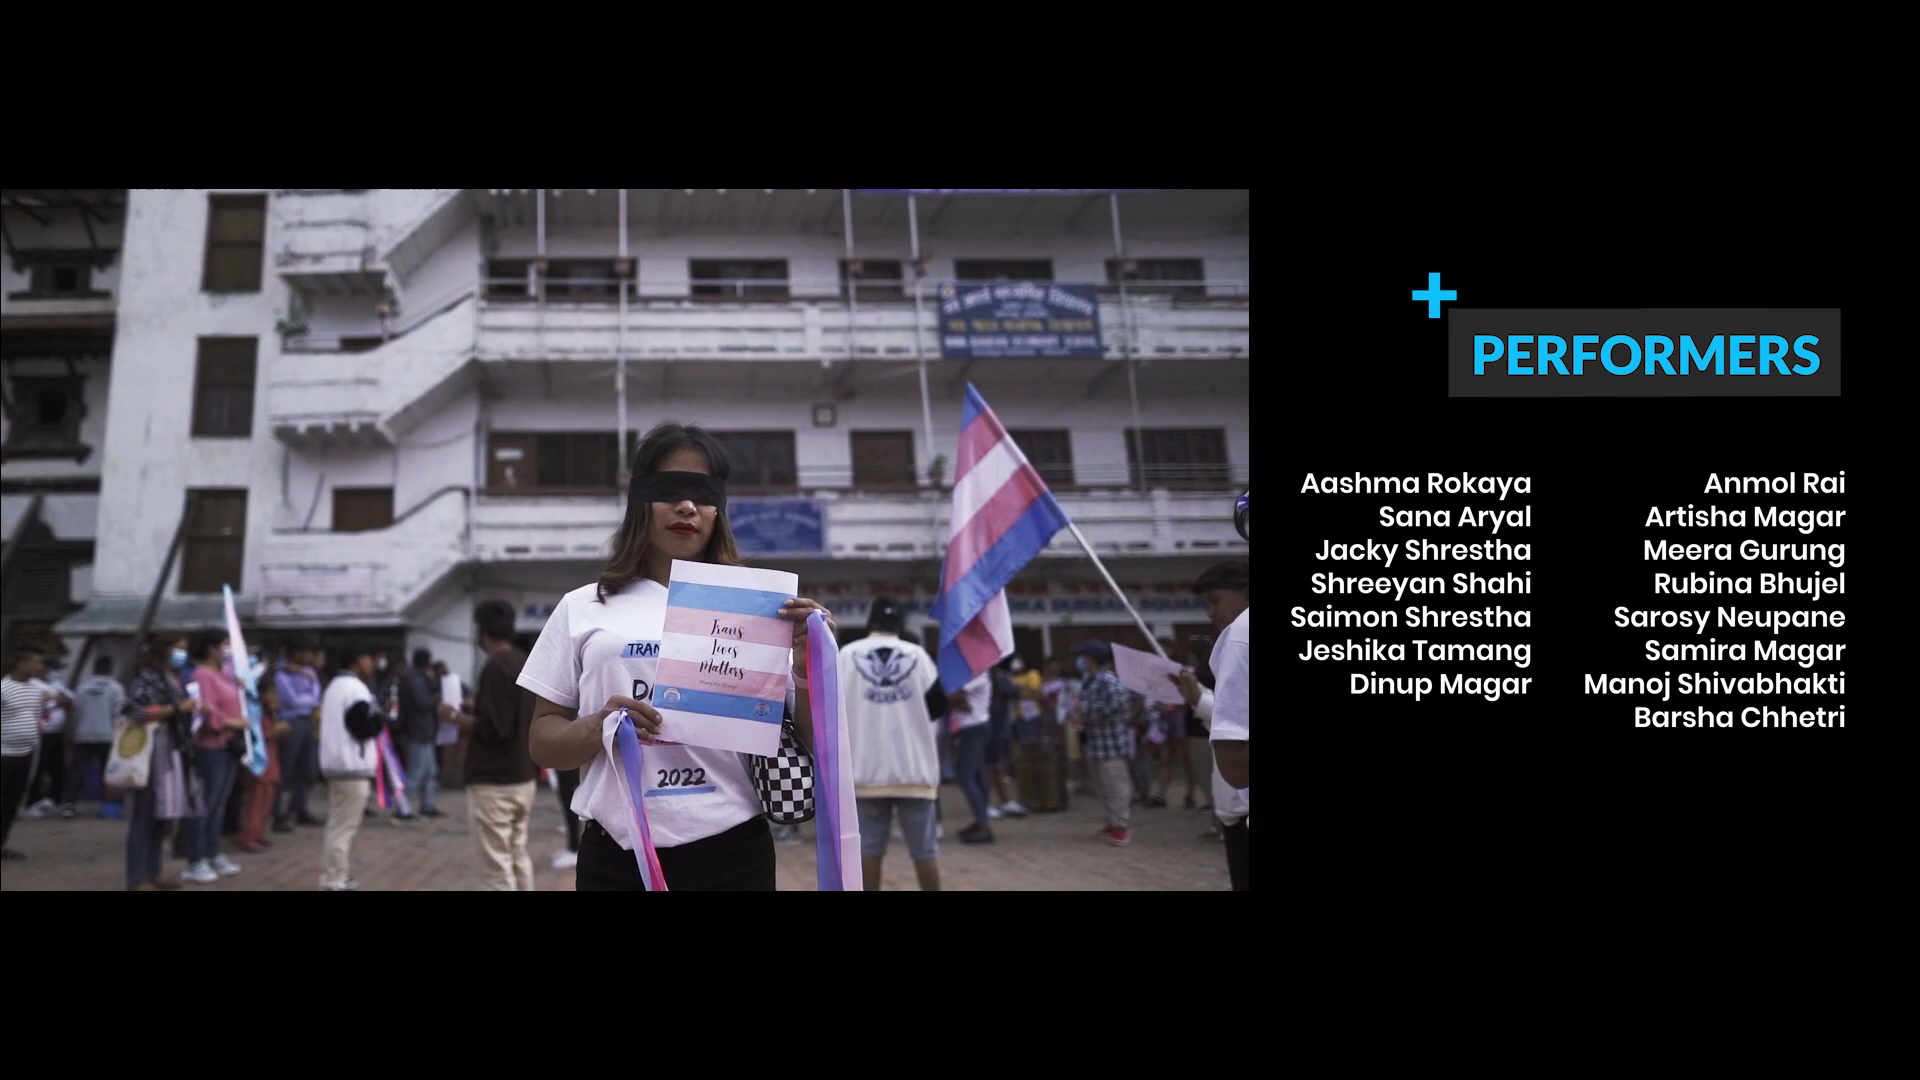 PERFORMERS
Aashma Rokaya
Sana Aryal
Jacky Shrestha
Shreeyan Shahi
Saimon Shrestha
Jeshika Tamang
Dinup Magar
Anmol Rai
Artisha Magar
Meera Gurung
Rubina Bhujel
Sarosy Neupane
Samira Magar
Manoj Shivabhakti
Barsha Chhetri
Trans
Lives
Matters
TRAN
2022